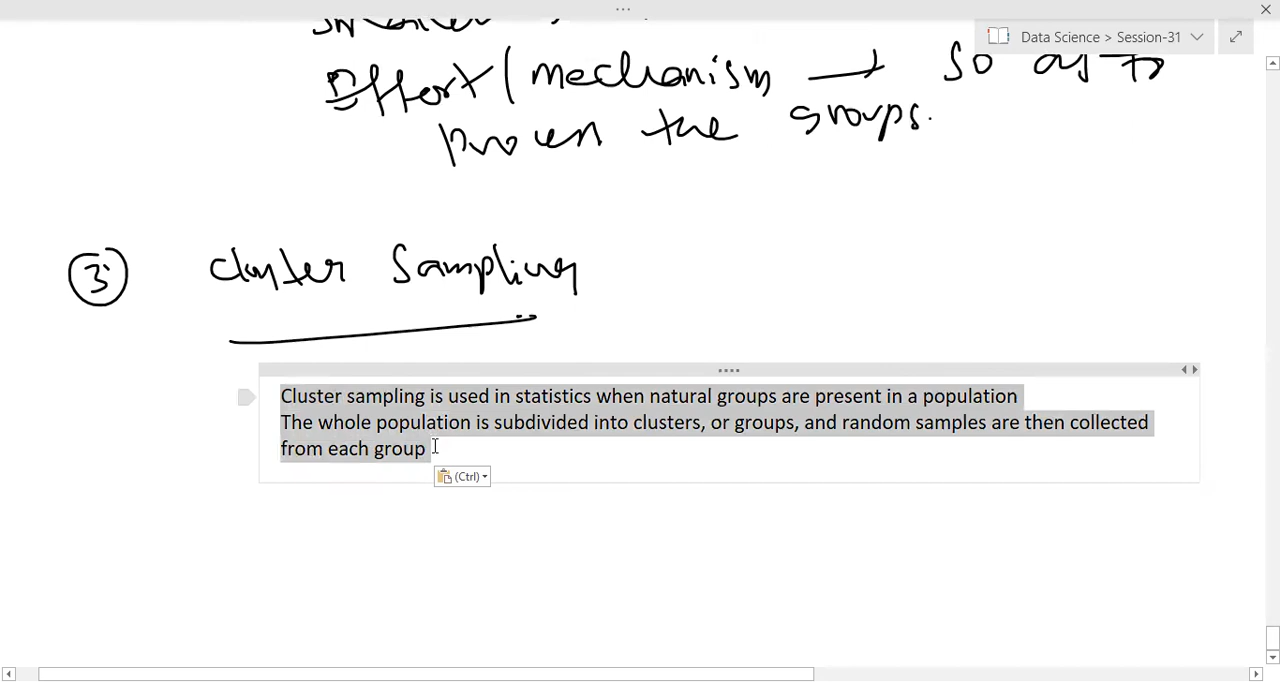 Data Science > Session-31
Effort/mechanism → so as to
proven the groups.
③ Cluster Sampling
Cluster sampling is used in statistics when natural groups are present in a population
The whole population is subdivided into clusters, or groups, and random samples are then collected
from each group
(Ctrl)